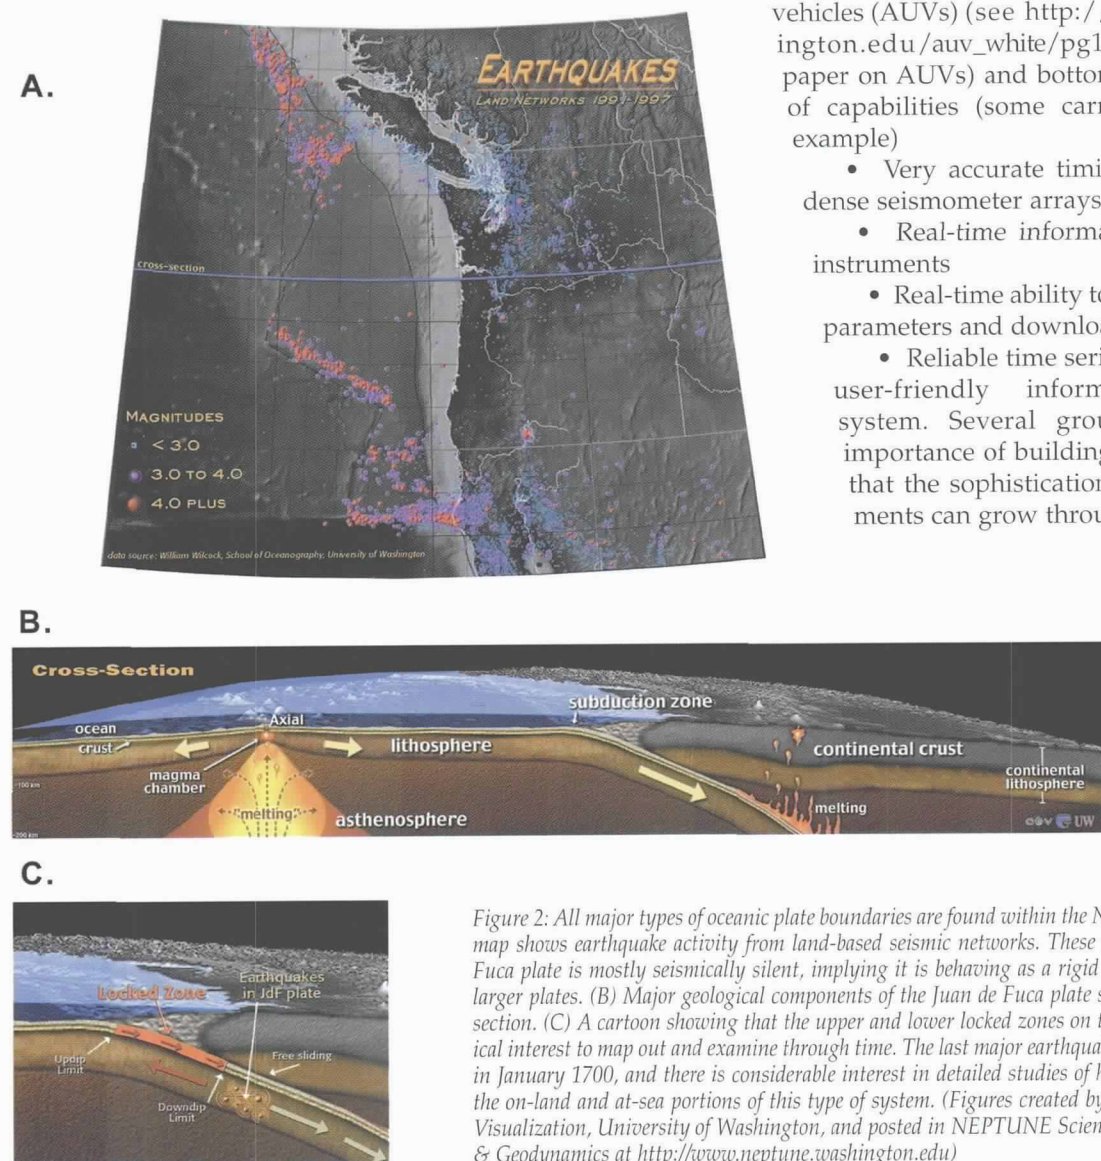 vehicles (AUVs) (see http:/
ington.edu/auv_white/pg1
paper on AUVs) and bottom
of capabilities (some carr
example)
• Very accurate timi
dense seismometer arrays
• Real-time informa
instruments
• Real-time ability to
parameters and downloa
• Reliable time seri
user-friendly inform
system. Several grou
importance of building
that the sophistication
ments can grow throu
A.
EARTHQUAKES
LAND NETWORKS 1991-1997
cross-section
MAGNITUDES
< 3.0
3.0 TO 4.0
4.0 PLUS
data source: William Wilcock, School of Oceanography, University of Washington
B.
Cross-Section
subduction zone
Axial
ocean
crust
lithosphere
continental crust
magma
chamber
continental
lithosphere
-100 km
melting
melting
asthenosphere
-200 km
UW
C.
Earthquakes
in JdF plate
Locked Zone
Updip
Limit
Free sliding
Downdip
Limit
Figure 2: All major types of oceanic plate boundaries are found within the N
map shows earthquake activity from land-based seismic networks. These
Fuca plate is mostly seismically silent, implying it is behaving as a rigid
larger plates. (B) Major geological components of the Juan de Fuca plate s
section. (C) A cartoon showing that the upper and lower locked zones on t
ical interest to map out and examine through time. The last major earthqua
in January 1700, and there is considerable interest in detailed studies of h
the on-land and at-sea portions of this type of system. (Figures created by
Visualization, University of Washington, and posted in NEPTUNE Scien
& Geodynamics at http://www.neptune.washington.edu)